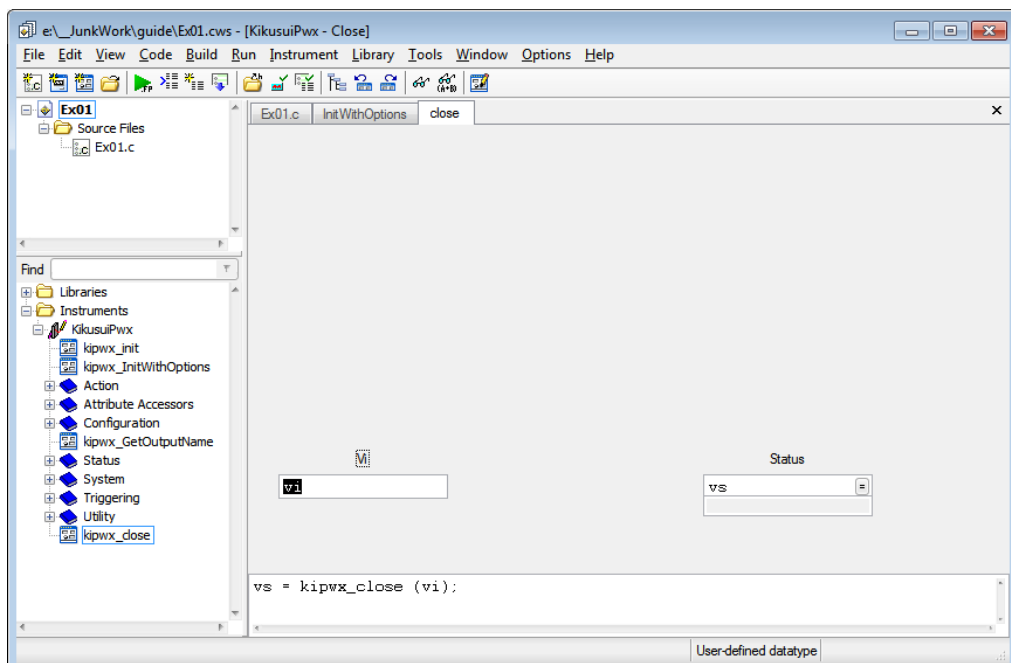 e:\__JunkWork\guide\Ex01.cws - [KikusuiPwx - Close]
File Edit View Code Build Run Instrument Library Tools Window Options Help
Ex01
Source Files
Ex01.c
Find
Libraries
Instruments
KikusuiPwx
kipwx_init
kipwx_InitWithOptions
Action
Attribute Accessors
Configuration
kipwx_GetOutputName
Status
System
Triggering
Utility
kipwx_close
Ex01.c InitWithOptions close
Vi Status
vi vs
vs = kipwx_close (vi);
User-defined datatype